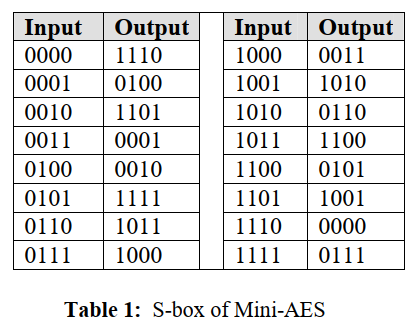 Input Output Input Output
0000 1110 1000 0011
0001 0100 1001 1010
0010 1101 1010 0110
0011 0001 1011 1100
0100 0010 1100 0101
0101 1111 1101 1001
0110 1011 1110 0000
0111 1000 1111 0111
Table 1: S-box of Mini-AES